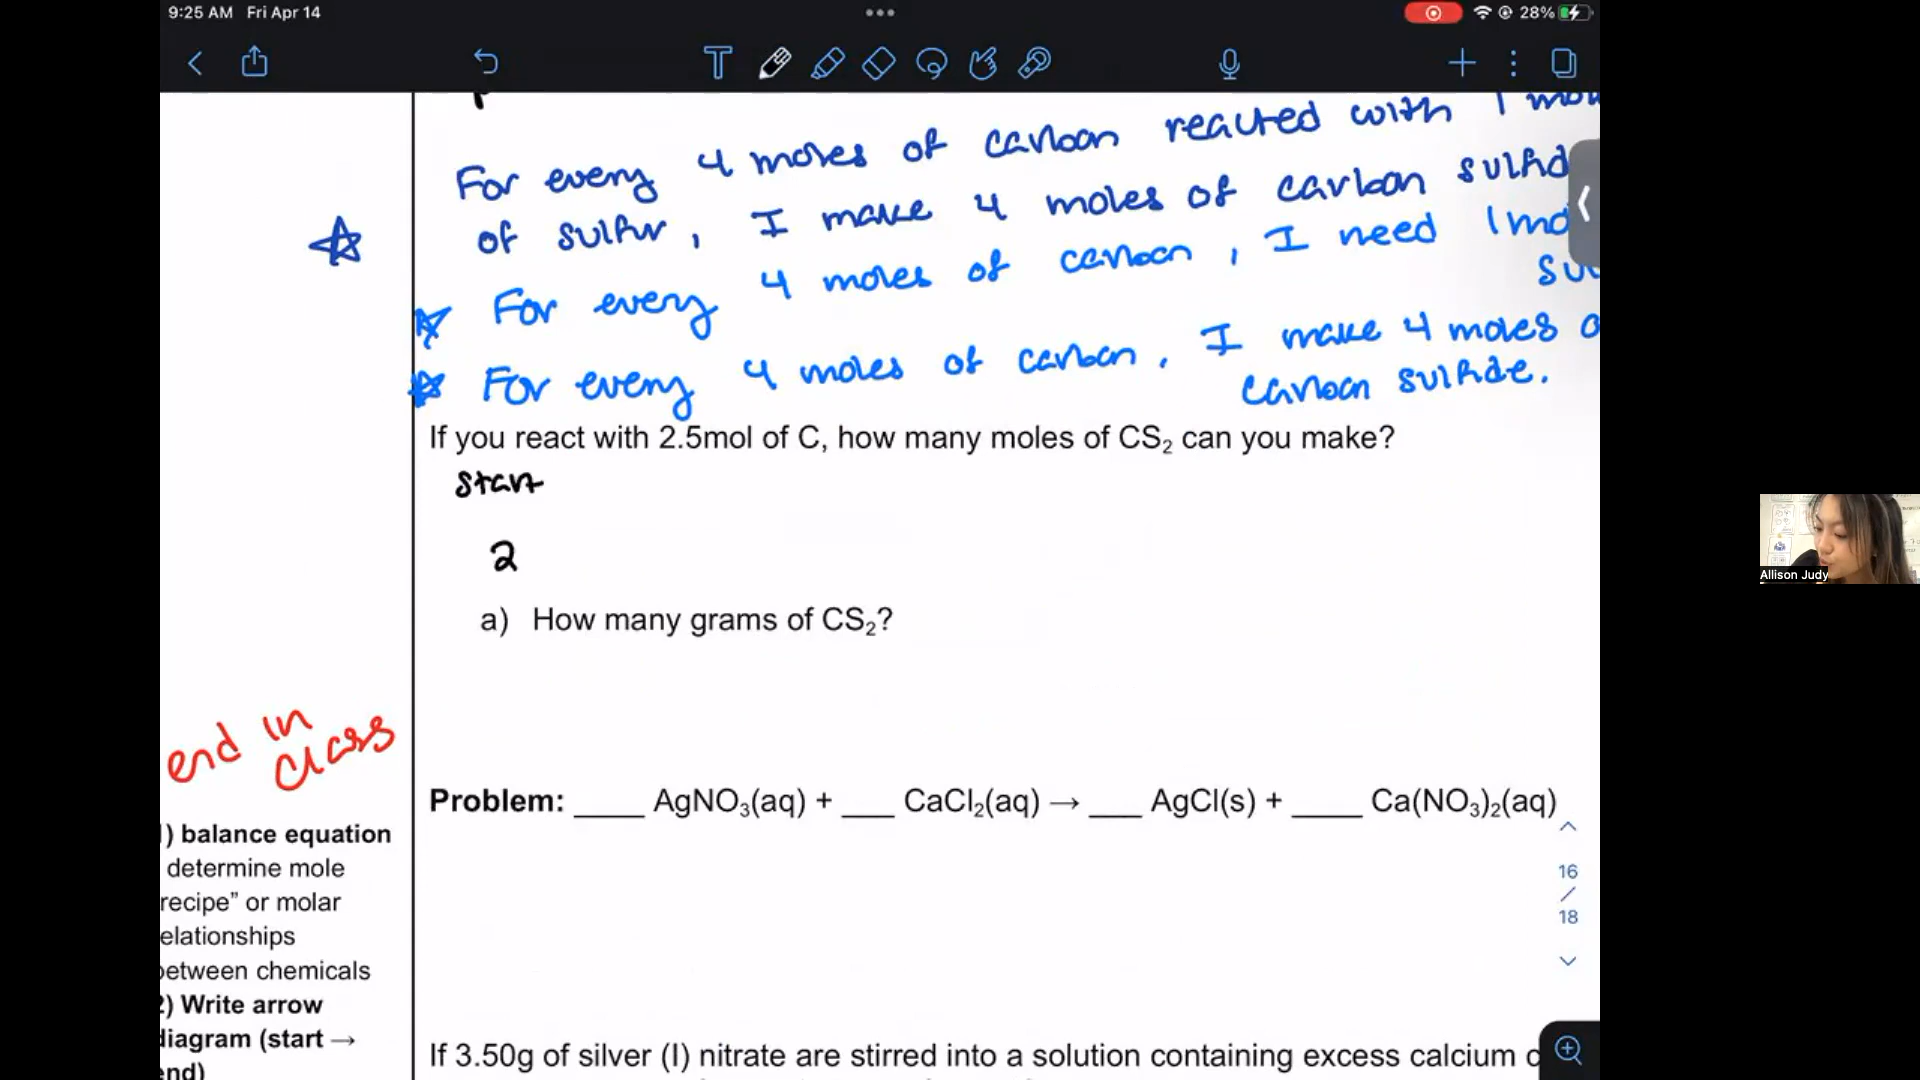 9:25 AM Fri Apr 14
28%
For every 4 moles of carbon reacted with 1
of sulfur, I make 4 moles of carbon
For every 4 moles of carbon, I need 1
For every 4 moles of carbon, I make 4 moles
carbon sulfide.
If you react with 2.5mol of C, how many moles of CS₂ can you make?
start
2
a) How many grams of CS₂?
end in
class
Problem: ____ AgNO₃(aq) + ___ CaCl₂(aq) → ___ AgCl(s) + ____ Ca(NO₃)₂(aq)
) balance equation
determine mole
recipe” or molar
elationships
between chemicals
2) Write arrow
diagram (start →
end)
If 3.50g of silver (I) nitrate are stirred into a solution containing excess calcium
16
/
18
Allison Judy